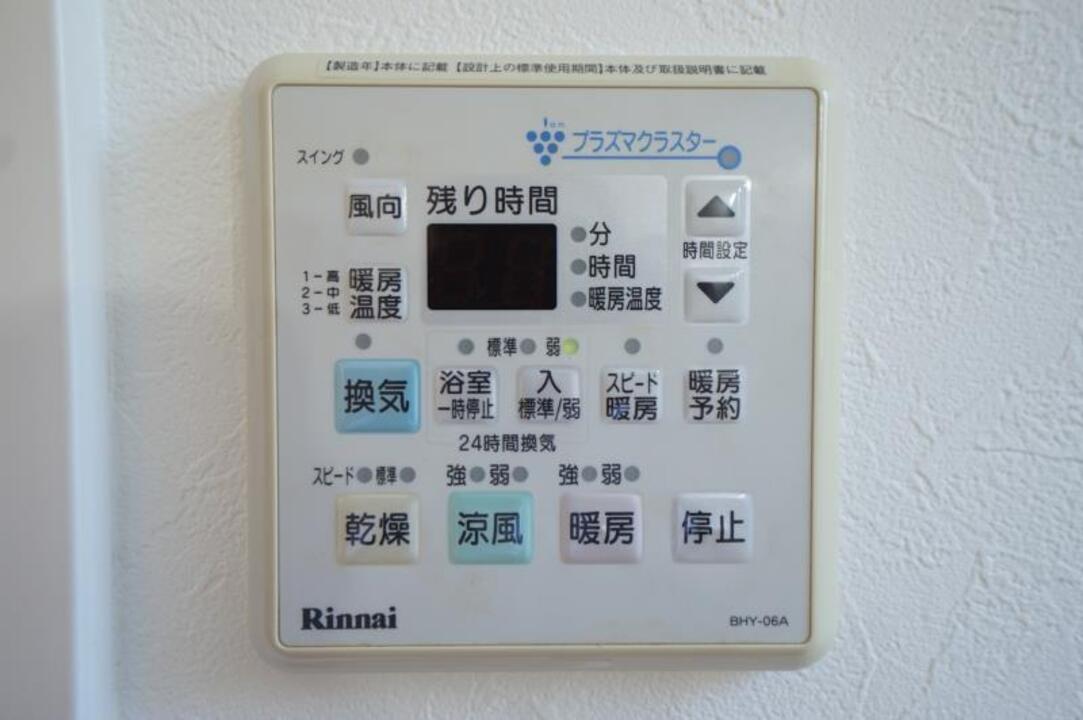 【製造年】本体に記載 【設計上の標準使用期間】本体及び取扱説明書に記載
Ion
プラズマクラスター
スイング
風向
残り時間
分
時間
暖房温度
時間設定
1-高
2-中
3-低
暖房
温度
標準 弱
換気
浴室
一時停止
入
標準/弱
スピード
暖房
暖房
予約
24時間換気
スピード 標準 強 弱 強 弱
乾燥 涼風 暖房 停止
Rinnai
BHY-06A